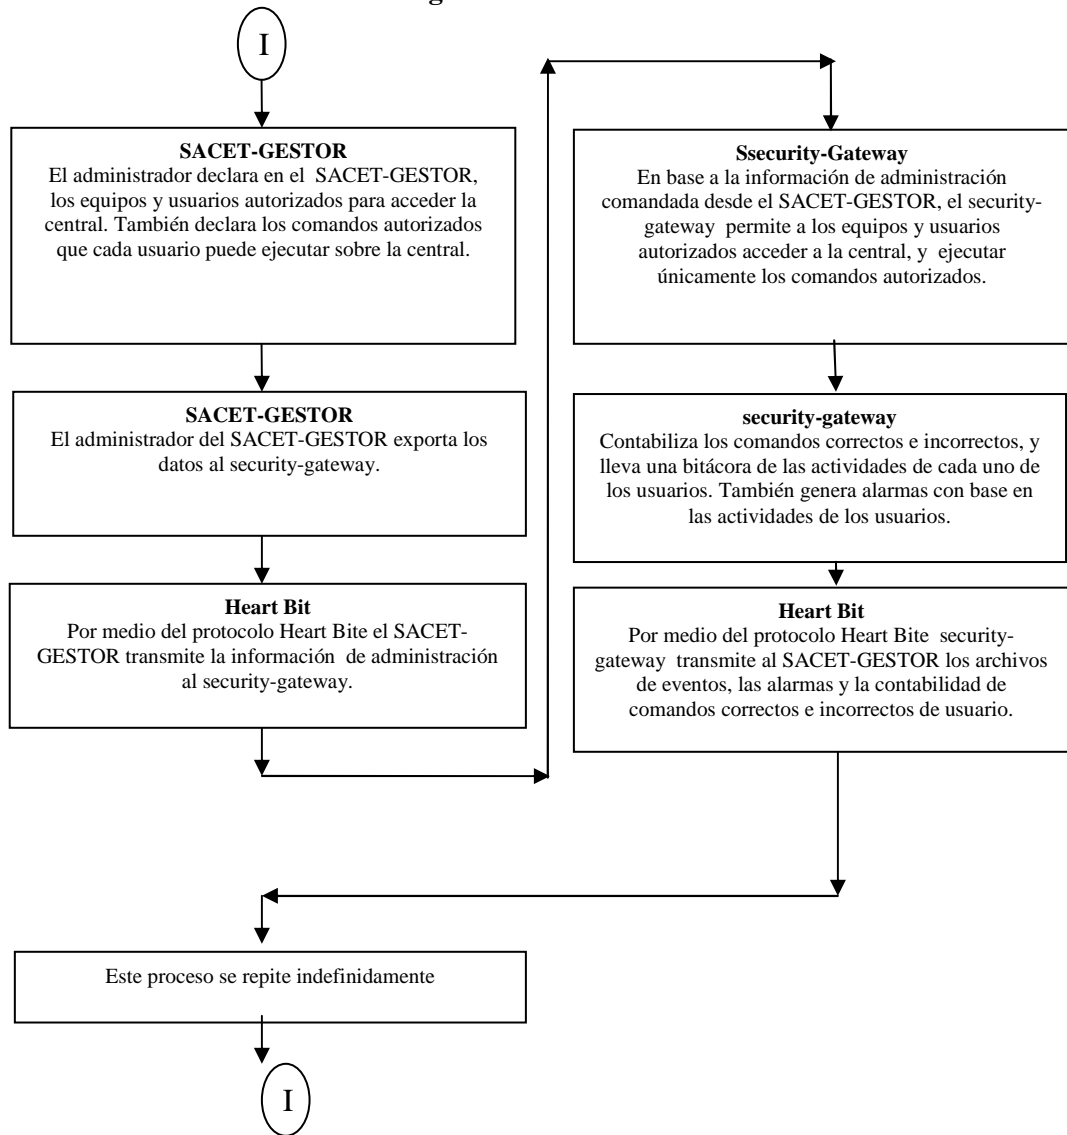 I
SACET-GESTOR
El administrador declara en el SACET-GESTOR,
los equipos y usuarios autorizados para acceder la
central. También declara los comandos autorizados
que cada usuario puede ejecutar sobre la central.
SACET-GESTOR
El administrador del SACET-GESTOR exporta los
datos al security-gateway.
Heart Bit
Por medio del protocolo Heart Bite el SACET-
GESTOR transmite la información de administración
al security-gateway.
Ssecurity-Gateway
En base a la información de administración
comandada desde el SACET-GESTOR, el security-
gateway permite a los equipos y usuarios
autorizados acceder a la central, y ejecutar
únicamente los comandos autorizados.
security-gateway
Contabiliza los comandos correctos e incorrectos, y
lleva una bitácora de las actividades de cada uno de
los usuarios. También genera alarmas con base en
las actividades de los usuarios.
Heart Bit
Por medio del protocolo Heart Bite security-
gateway transmite al SACET-GESTOR los archivos
de eventos, las alarmas y la contabilidad de
comandos correctos e incorrectos de usuario.
Este proceso se repite indefinidamente
I